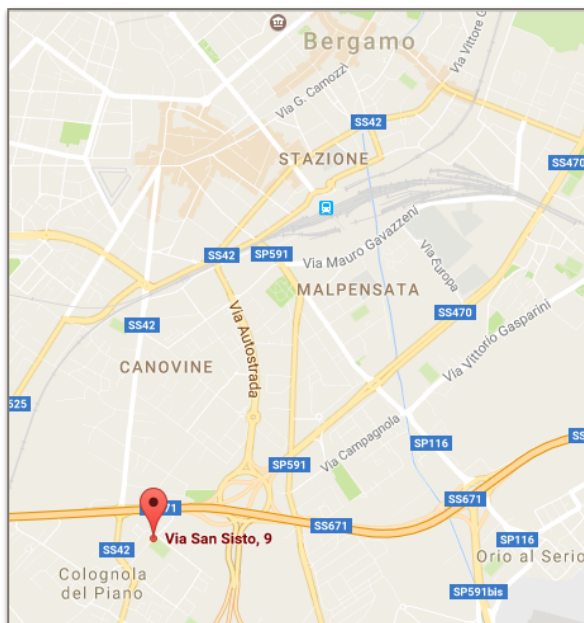 Bergamo
Via Vittore G
Via G. Camozzi
SS42
STAZIONE
SS470
SS42
SP591
Via Mauro Gavazzeni
Via Europa
MALPENSATA
SS470
Via Vittorio Gasparini
SS42
Via Autostrada
CANOVINE
525
Via Campagnola
SP116
SS
SP591
SS671
71
SS671
Via San Sisto, 9
SS42
SP116
Orio al Serio
Colognola
del Piano
SP591bis